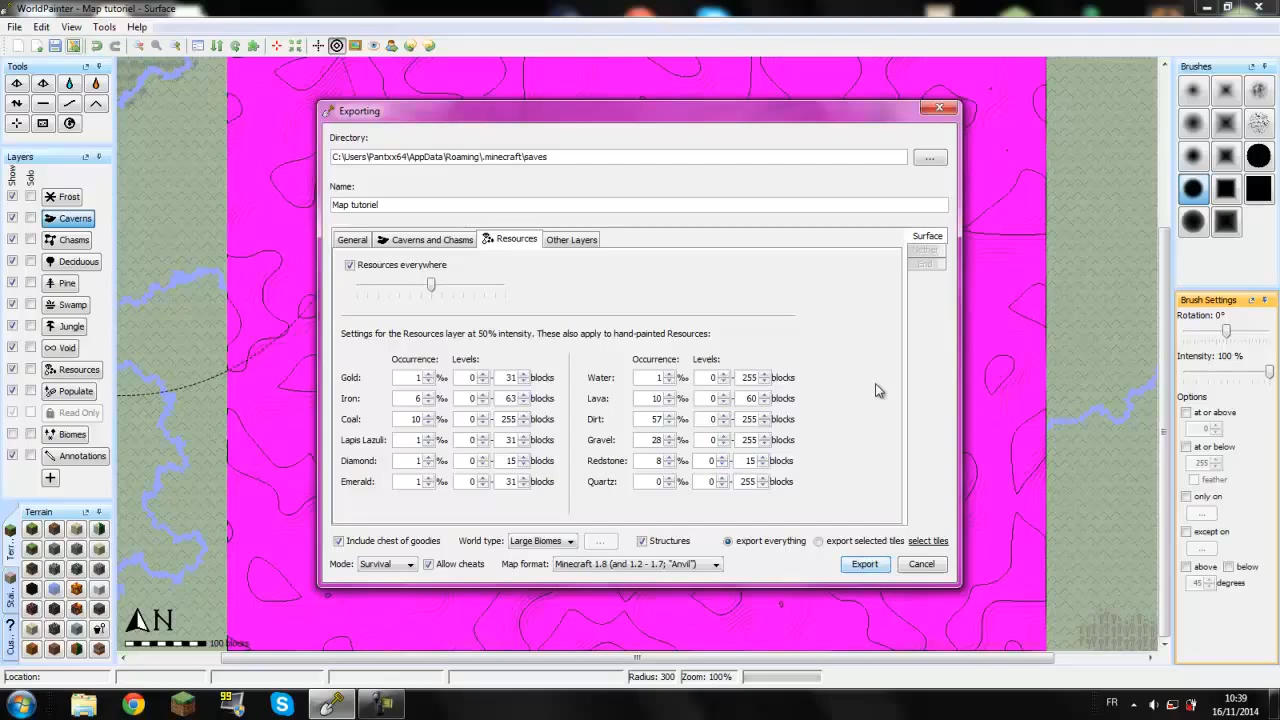 WorldPainter - Map tutoriel - Surface
File Edit View Tools Help
Tools
Layers
Show
Solo
Frost
Caverns
Chasms
Deciduous
Pine
Swamp
Jungle
Void
Resources
Populate
Read Only
Biomes
Annotations
Terrain
Terr...
Sta...
Cus...
N
100 blocks
Exporting
Directory:
C:\Users\Pantxx64\AppData\Roaming\.minecraft\saves
...
Name:
Map tutoriel
General Caverns and Chasms Resources Other Layers
Surface
Nether
End
Resources everywhere
Settings for the Resources layer at 50% intensity. These also apply to hand-painted Resources:
Occurrence: Levels: Occurrence: Levels:
Gold: 1 ‰ 0 - 31 blocks Water: 1 ‰ 0 - 255 blocks
Iron: 6 ‰ 0 - 63 blocks Lava: 10 ‰ 0 - 60 blocks
Coal: 10 ‰ 0 - 255 blocks Dirt: 57 ‰ 0 - 255 blocks
Lapis Lazuli: 1 ‰ 0 - 31 blocks Gravel: 28 ‰ 0 - 255 blocks
Diamond: 1 ‰ 0 - 15 blocks Redstone: 8 ‰ 0 - 15 blocks
Emerald: 1 ‰ 0 - 31 blocks Quartz: 0 ‰ 0 - 255 blocks
Include chest of goodies World type: Large Biomes ... Structures export everything export selected tiles select tiles
Mode: Survival Allow cheats Map format: Minecraft 1.8 (and 1.2 - 1.7; "Anvil") Export Cancel
Brushes
Brush Settings
Rotation: 0°
Intensity: 100 %
Options
at or above
0
at or below
255
feather
only on
...
except on
...
above below
45 degrees
Location: Radius: 300 Zoom: 100%
99
FR
10:39
16/11/2014